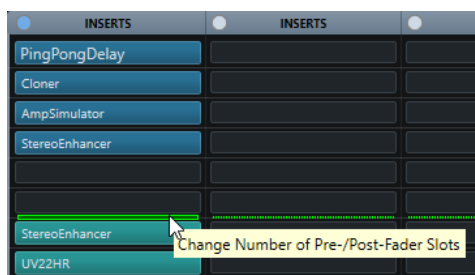 INSERTS
INSERTS
PingPongDelay
Cloner
AmpSimulator
StereoEnhancer
StereoEnhancer
Change Number of Pre-/Post-Fader Slots
UV22HR